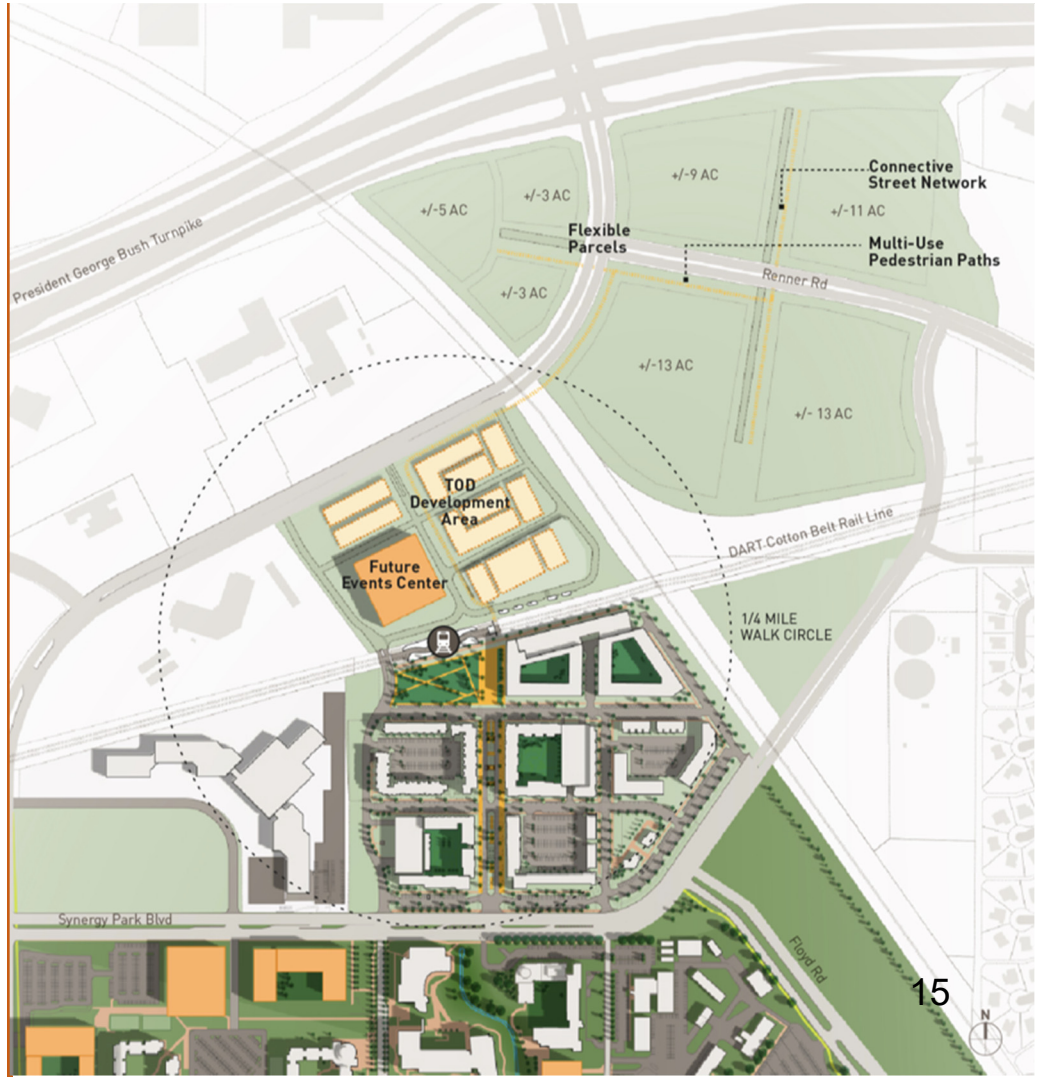 President George Bush Turnpike
+/-5 AC
+/-3 AC
+/-9 AC
Connective
Street Network
+/-11 AC
Flexible
Parcels
Multi-Use
Pedestrian Paths
Renner Rd
+/-3 AC
+/-13 AC
+/- 13 AC
TOD
Development
Area
DART Cotton Belt Rail Line
Future
Events Center
1/4 MILE
WALK CIRCLE
Synergy Park Blvd
Floyd Rd
15
N